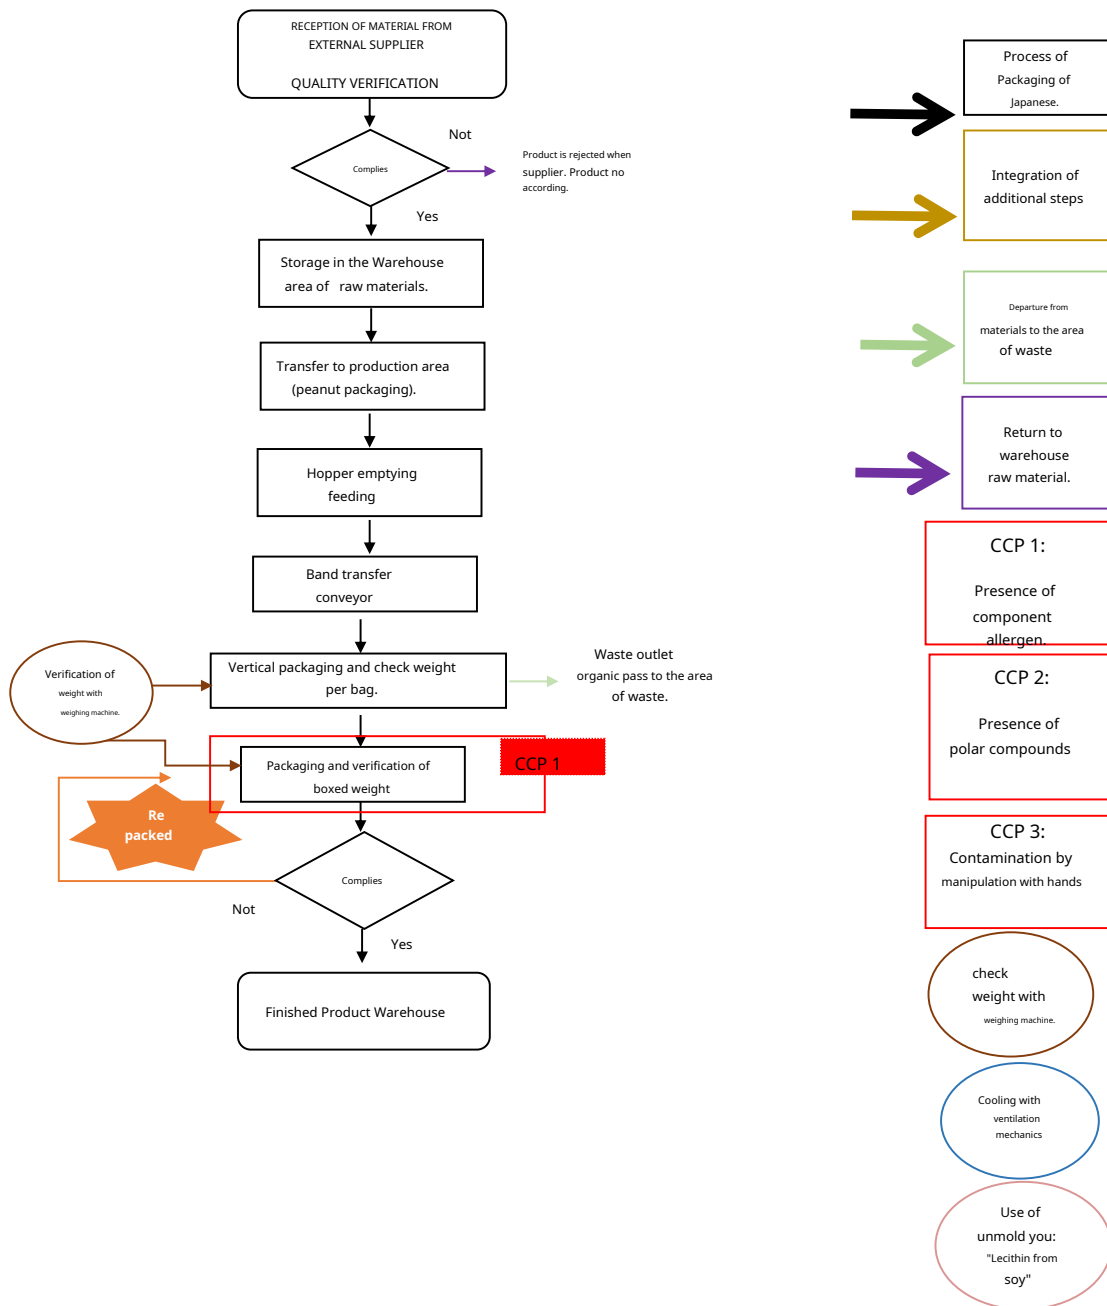 RECEPTION OF MATERIAL FROM
EXTERNAL SUPPLIER
QUALITY VERIFICATION
Not
Complies
Product is rejected when
supplier. Product no
according.
Yes
Storage in the Warehouse
area of raw materials.
Transfer to production area
(peanut packaging).
Hopper emptying
feeding
Band transfer
conveyor
Verification of
weight with
weighing machine.
Vertical packaging and check weight
per bag.
Waste outlet
organic pass to the area
of waste.
CCP 1
Packaging and verification of
boxed weight
Re
packed
Complies
Not
Yes
Finished Product Warehouse
Process of
Packaging of
Japanese.
Integration of
additional steps
Departure from
materials to the area
of waste
Return to
warehouse
raw material.
CCP 1:
Presence of
component
allergen.
CCP 2:
Presence of
polar compounds
CCP 3:
Contamination by
manipulation with hands
check
weight with
weighing machine.
Cooling with
ventilation
mechanics
Use of
unmold you:
"Lecithin from
soy"